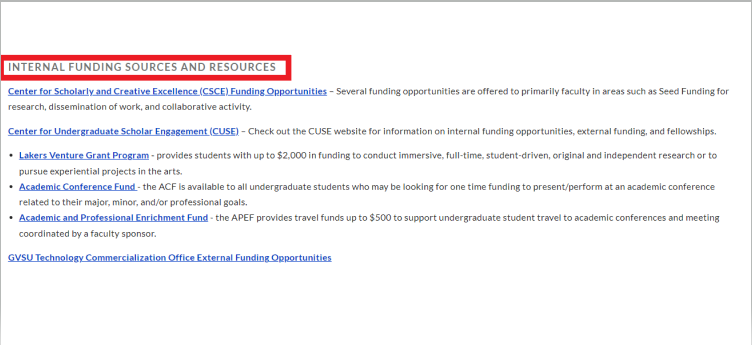 INTERNAL FUNDING SOURCES AND RESOURCES
Center for Scholarly and Creative Excellence (CSCE) Funding Opportunities – Several funding opportunities are offered to primarily faculty in areas such as Seed Funding for
research, dissemination of work, and collaborative activity.
Center for Undergraduate Scholar Engagement (CUSE) – Check out the CUSE website for information on internal funding opportunities, external funding, and fellowships.
• Lakers Venture Grant Program - provides students with up to $2,000 in funding to conduct immersive, full-time, student-driven, original and independent research or to
pursue experiential projects in the arts.
• Academic Conference Fund - the ACF is available to all undergraduate students who may be looking for one time funding to present/perform at an academic conference
related to their major, minor, and/or professional goals.
• Academic and Professional Enrichment Fund - the APEF provides travel funds up to $500 to support undergraduate student travel to academic conferences and meeting
coordinated by a faculty sponsor.
GVSU Technology Commercialization Office External Funding Opportunities